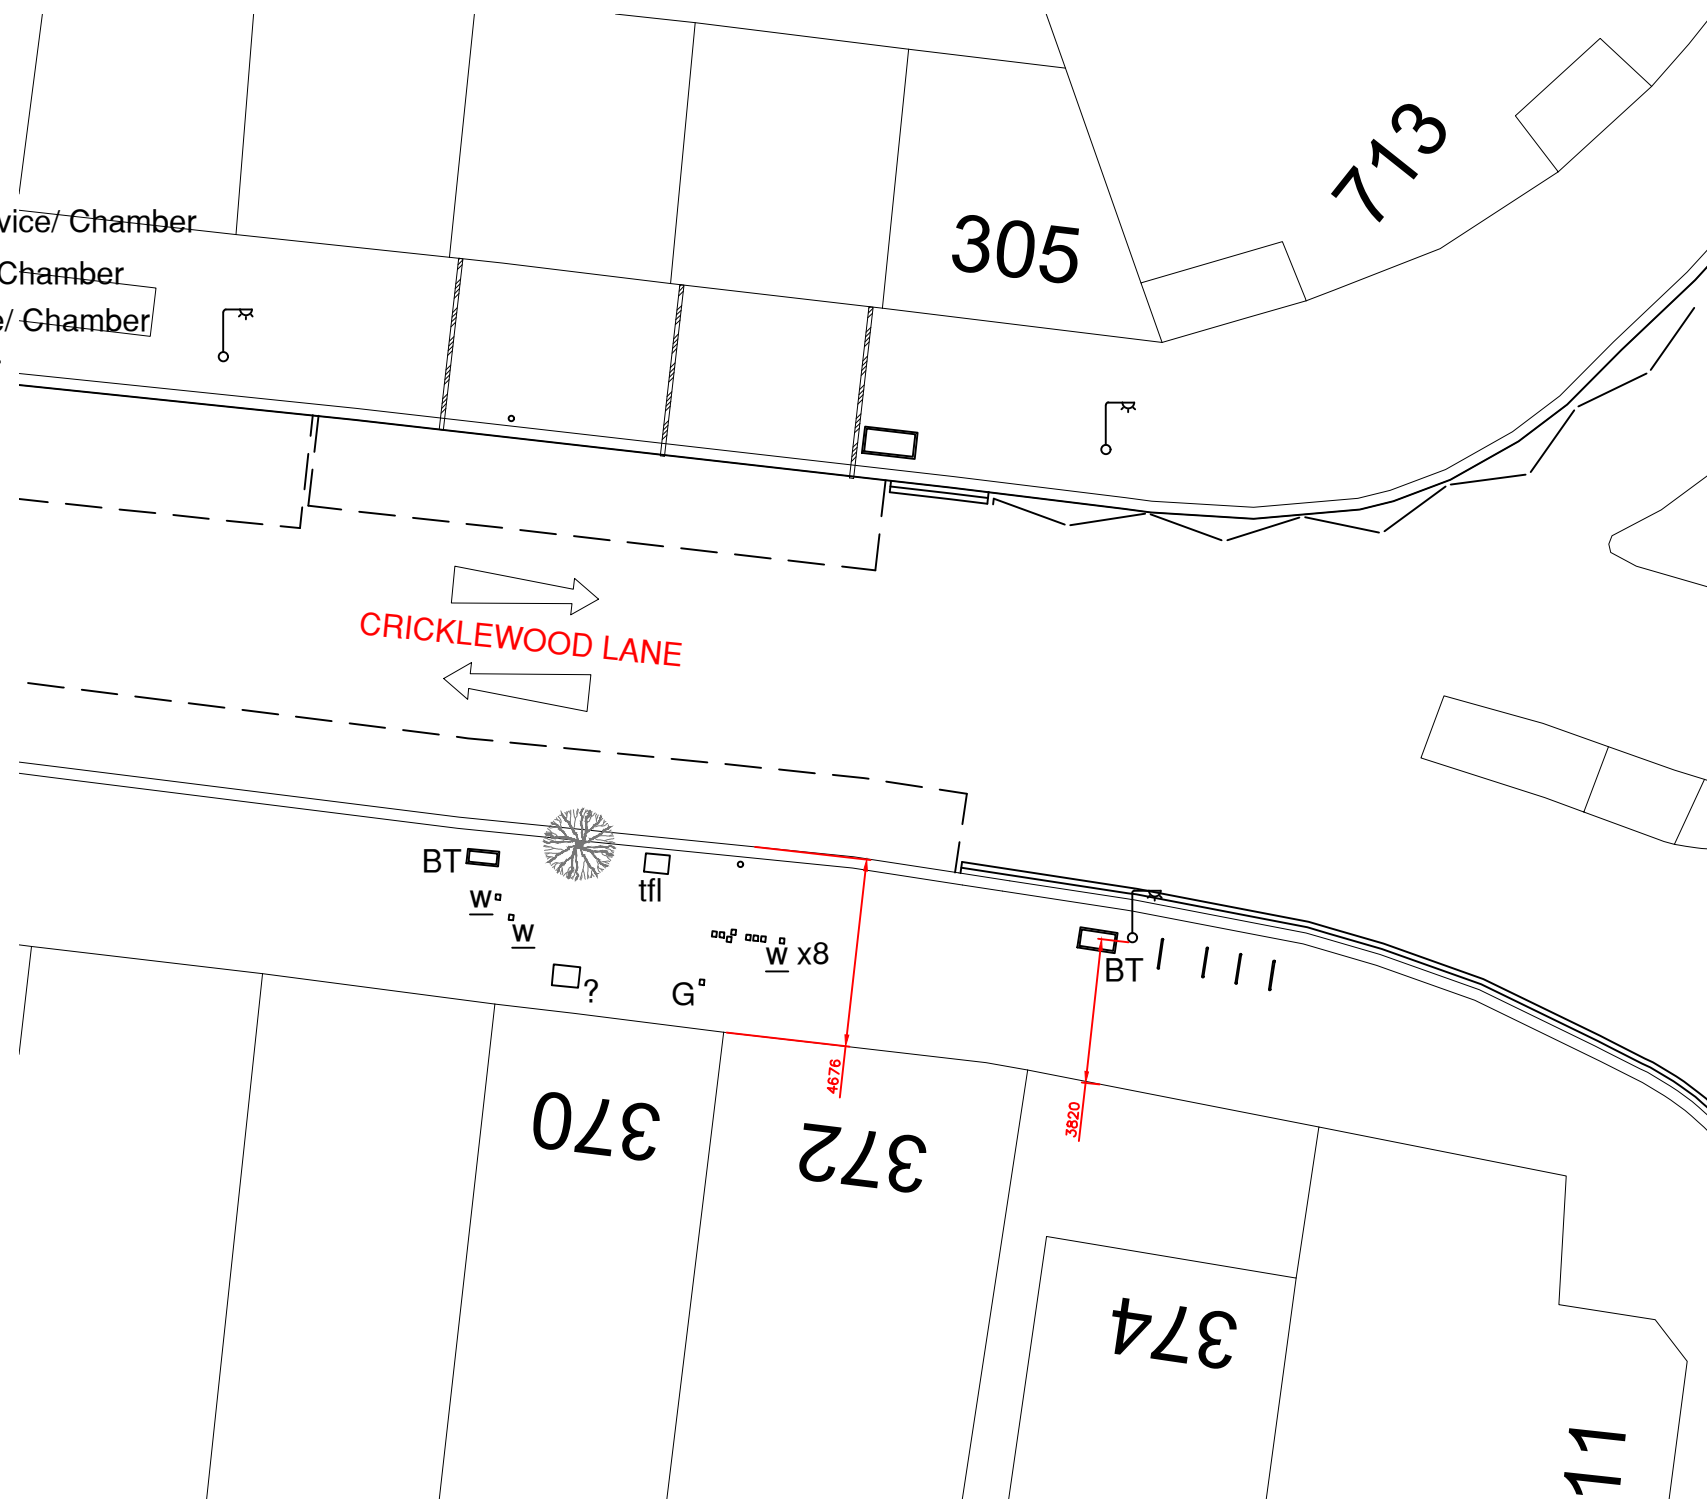 713
305
vice/ Chamber
Chamber
e/ Chamber
CRICKLEWOOD LANE
BT
tfl
w
w
w x8
BT
?
G
4676
3820
370
372
374
11